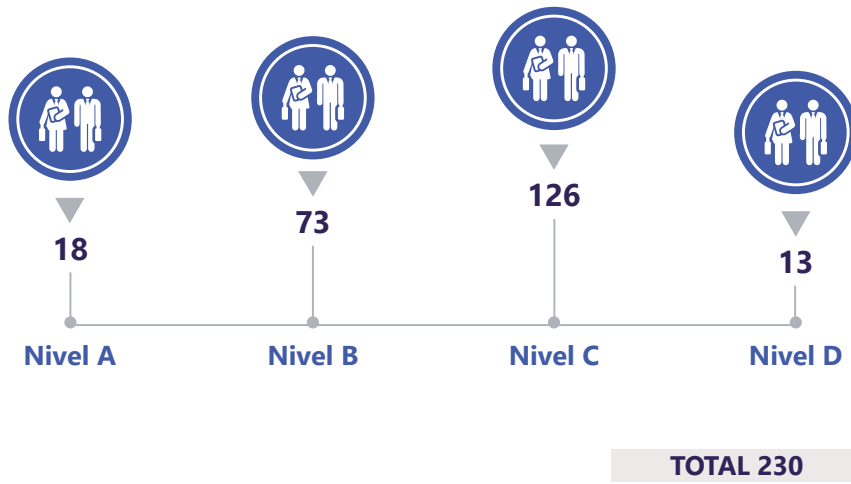 18
73
126
13
Nivel A
Nivel B
Nivel C
Nivel D
TOTAL 230